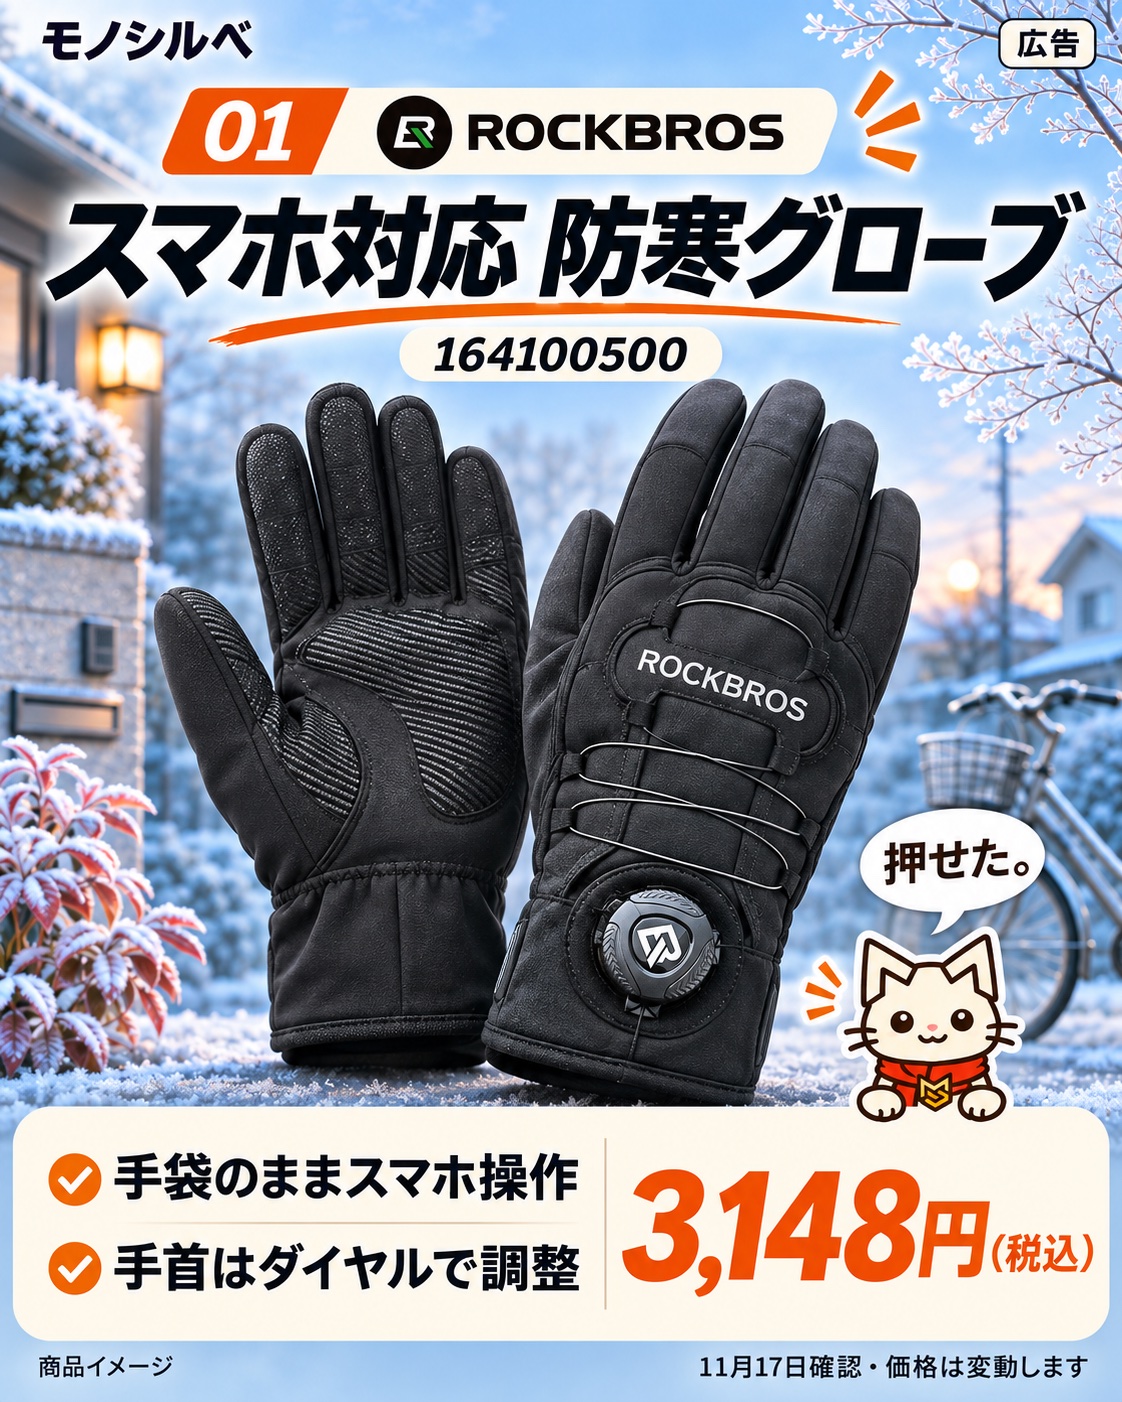 モノシルベ
広告
01
ROCKBROS
スマホ対応 防寒グローブ
164100500
ROCKBROS
押せた。
手袋のままスマホ操作
手首はダイヤルで調整
3,148円(税込)
商品イメージ
11月17日確認・価格は変動します